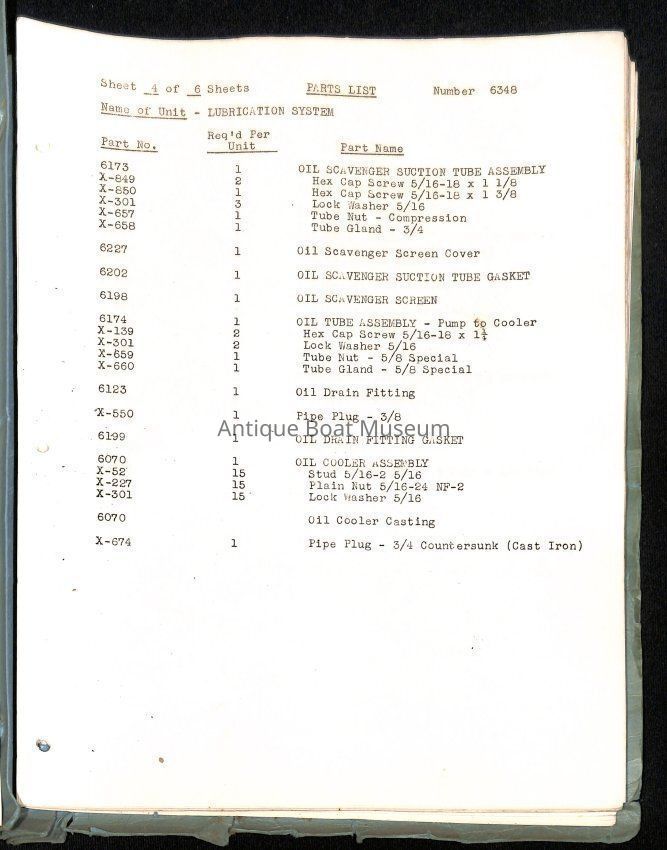 Sheet 4 of 6 Sheets PARTS LIST Number 6348
Name of Unit - LUBRICATION SYSTEM
Part No. Req'd Per Unit Part Name
6173 1 OIL SCAVENGER SUCTION TUBE ASSEMBLY
X-849 2 Hex Cap Screw 5/16-18 x 1 1/8
X-850 1 Hex Cap Screw 5/16-18 x 1 3/8
X-301 3 Lock Washer 5/16
X-657 1 Tube Nut - Compression
X-658 1 Tube Gland - 3/4
6227 1 Oil Scavenger Screen Cover
6202 1 OIL SCAVENGER SUCTION TUBE GASKET
6198 1 OIL SCAVENGER SCREEN
6174 1 OIL TUBE ASSEMBLY - Pump to Cooler
X-139 2 Hex Cap Screw 5/16-18 x 1¼
X-301 2 Lock Washer 5/16
X-659 1 Tube Nut - 5/8 Special
X-660 1 Tube Gland - 5/8 Special
6123 1 Oil Drain Fitting
X-550 1 Pipe Plug - 3/8
Antique Boat Museum
6199 1 OIL DRAIN FITTING GASKET
6070 1 OIL COOLER ASSEMBLY
X-52 15 Stud 5/16-2 5/16
X-227 15 Plain Nut 5/16-24 NF-2
X-301 15 Lock Washer 5/16
6070 Oil Cooler Casting
X-674 1 Pipe Plug - 3/4 Countersunk (Cast Iron)